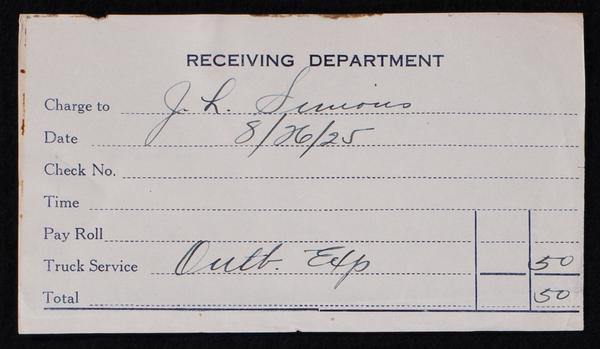 RECEIVING DEPARTMENT
Charge to J. L. Simions
Date 8/26/25
Check No.
Time
Pay Roll
Truck Service Outb. Exp 50
Total 50